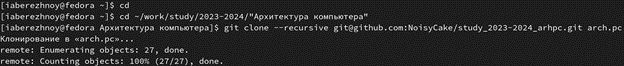 [iaberezhnoy@fedora ~]$ cd
[iaberezhnoy@fedora ~]$ cd ~/work/study/2023-2024/"Архитектура компьютера"
[iaberezhnoy@fedora Архитектура компьютера]$ git clone --recursive git@github.com:NoisyCake/study_2023-2024_arhpc.git arch.pc
Клонирование в «arch.pc»...
remote: Enumerating objects: 27, done.
remote: Counting objects: 100% (27/27), done.